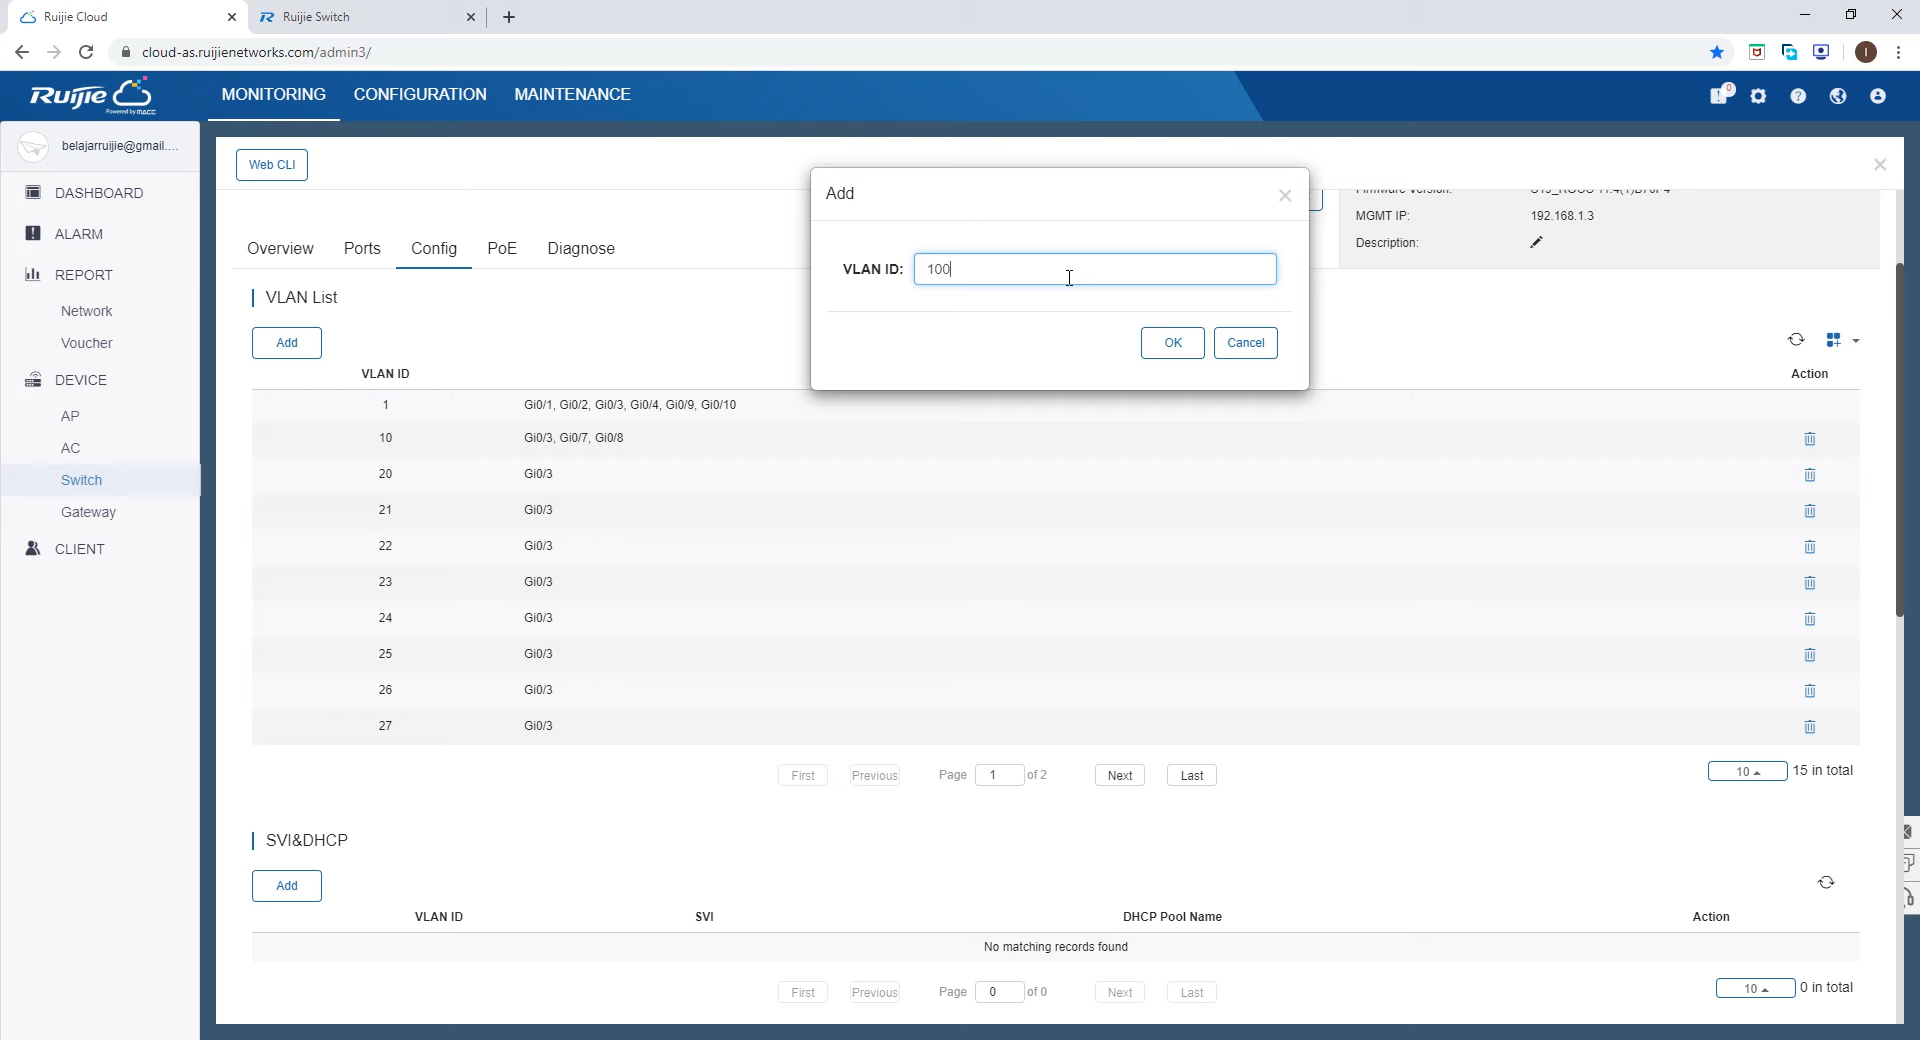 Ruijie Cloud
Ruijie Switch
cloud-as.ruijienetworks.com/admin3/
I
Ruijie
Powered by MACC
MONITORING
CONFIGURATION
MAINTENANCE
0
belajarruijie@gmail....
DASHBOARD
ALARM
REPORT
Network
Voucher
DEVICE
AP
AC
Switch
Gateway
CLIENT
Web CLI
MGMT IP:
192.168.1.3
Description:
Overview
Ports
Config
PoE
Diagnose
Add
VLAN ID:
100
OK
Cancel
VLAN List
Add
VLAN ID
Action
1 Gi0/1, Gi0/2, Gi0/3, Gi0/4, Gi0/9, Gi0/10
10 Gi0/3, Gi0/7, Gi0/8
20 Gi0/3
21 Gi0/3
22 Gi0/3
23 Gi0/3
24 Gi0/3
25 Gi0/3
26 Gi0/3
27 Gi0/3
First Previous Page 1 of 2 Next Last
10 15 in total
SVI&DHCP
Add
VLAN ID SVI DHCP Pool Name Action
No matching records found
First Previous Page 0 of 0 Next Last
10 0 in total